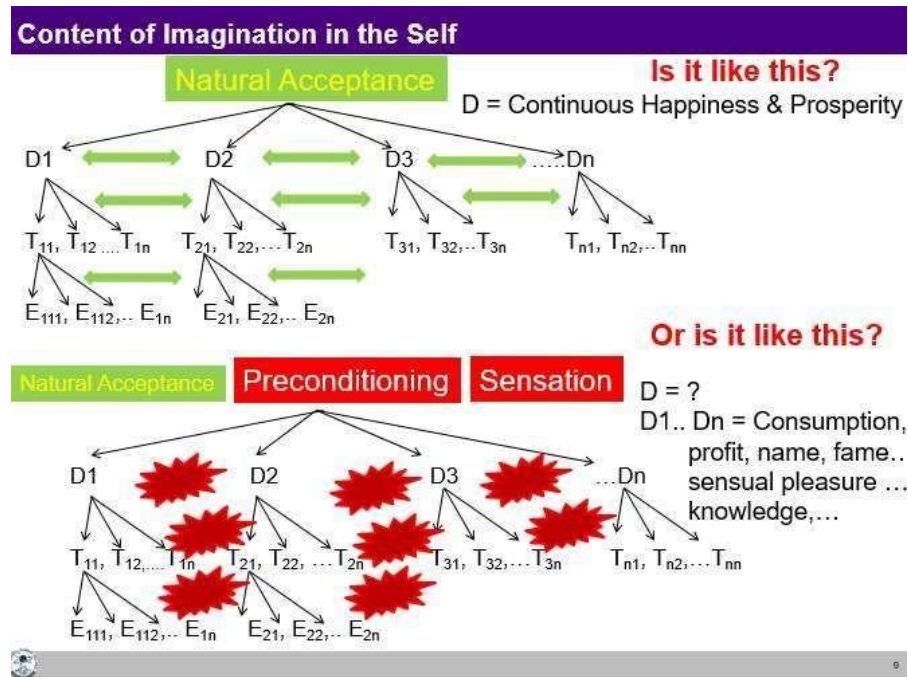 Content of Imagination in the Self
Natural Acceptance
Is it like this?
D = Continuous Happiness & Prosperity
D1 D2 D3 .....Dn
T11, T12 ....T1n T21, T22,...T2n T31, T32,..T3n Tn1, Tn2,..Tnn
E111, E112,.. E1n E21, E22,.. E2n
Or is it like this?
Natural Acceptance Preconditioning Sensation
D = ?
D1.. Dn = Consumption,
profit, name, fame..
sensual pleasure ...
knowledge,...
D1 D2 D3 ...Dn
T11, T12,....T1n T21, T22, ...T2n T31, T32,...T3n Tn1, Tn2,...Tnn
E111, E112,.. E1n E21, E22,.. E2n
9